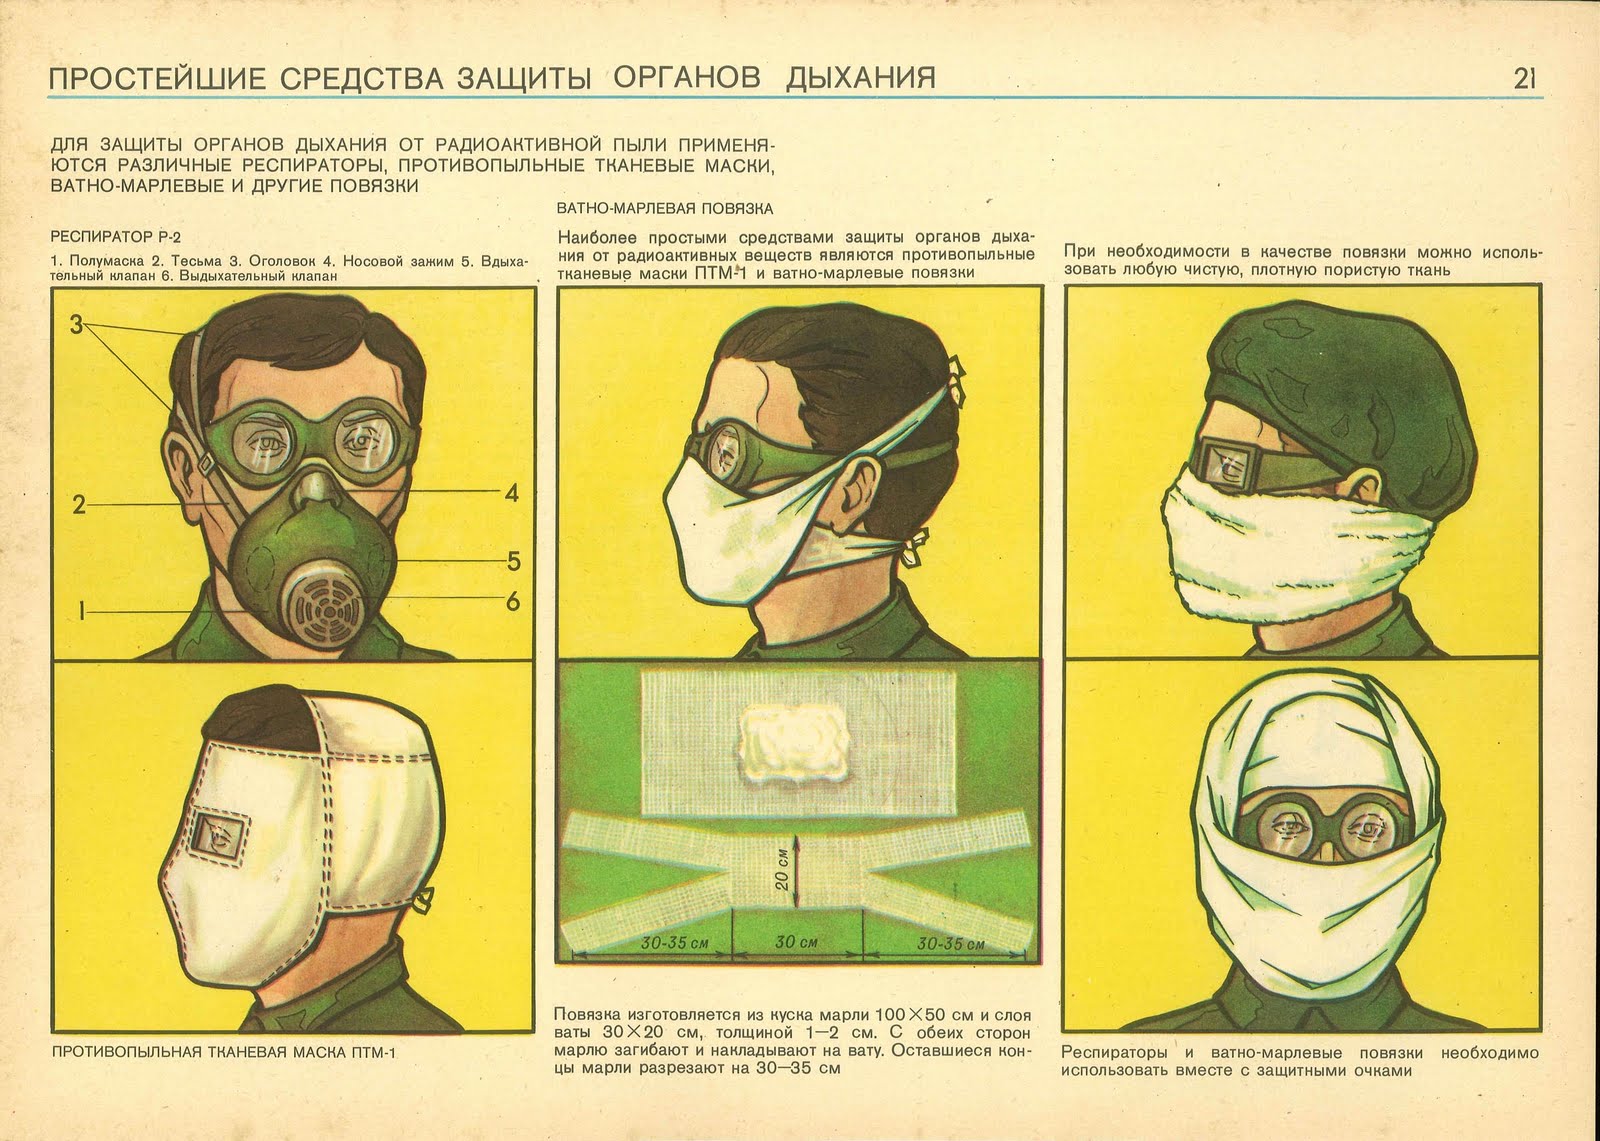 ПРОСТЕЙШИЕ СРЕДСТВА ЗАЩИТЫ ОРГАНОВ ДЫХАНИЯ
21
ДЛЯ ЗАЩИТЫ ОРГАНОВ ДЫХАНИЯ ОТ РАДИОАКТИВНОЙ ПЫЛИ ПРИМЕНЯ-
ЮТСЯ РАЗЛИЧНЫЕ РЕСПИРАТОРЫ, ПРОТИВОПЫЛЬНЫЕ ТКАНЕВЫЕ МАСКИ,
ВАТНО-МАРЛЕВЫЕ И ДРУГИЕ ПОВЯЗКИ
РЕСПИРАТОР Р-2
1. Полумаска 2. Тесьма 3. Оголовок 4. Носовой зажим 5. Вдыха-
тельный клапан 6. Выдыхательный клапан
3
2
4
5
6
1
ПРОТИВОПЫЛЬНАЯ ТКАНЕВАЯ МАСКА ПТМ-1
ВАТНО-МАРЛЕВАЯ ПОВЯЗКА
Наиболее простыми средствами защиты органов дыха-
ния от радиоактивных веществ являются противопыльные
тканевые маски ПТМ-1 и ватно-марлевые повязки
20 см
30-35 см
30 см
30-35 см
Повязка изготовляется из куска марли 100×50 см и слоя
ваты 30×20 см, толщиной 1—2 см. С обеих сторон
марлю загибают и накладывают на вату. Оставшиеся кон-
цы марли разрезают на 30—35 см
При необходимости в качестве повязки можно исполь-
зовать любую чистую, плотную пористую ткань
Респираторы и ватно-марлевые повязки необходимо
использовать вместе с защитными очками